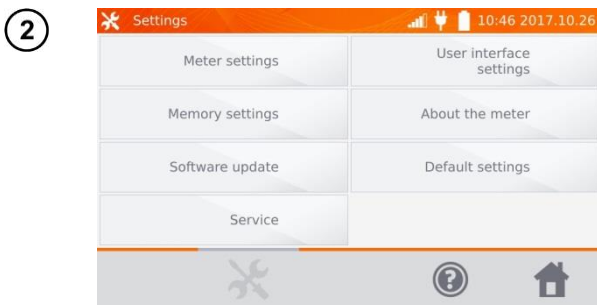 2
Settings
10:46 2017.10.26
Meter settings
User interface
settings
Memory settings
About the meter
Software update
Default settings
Service
?